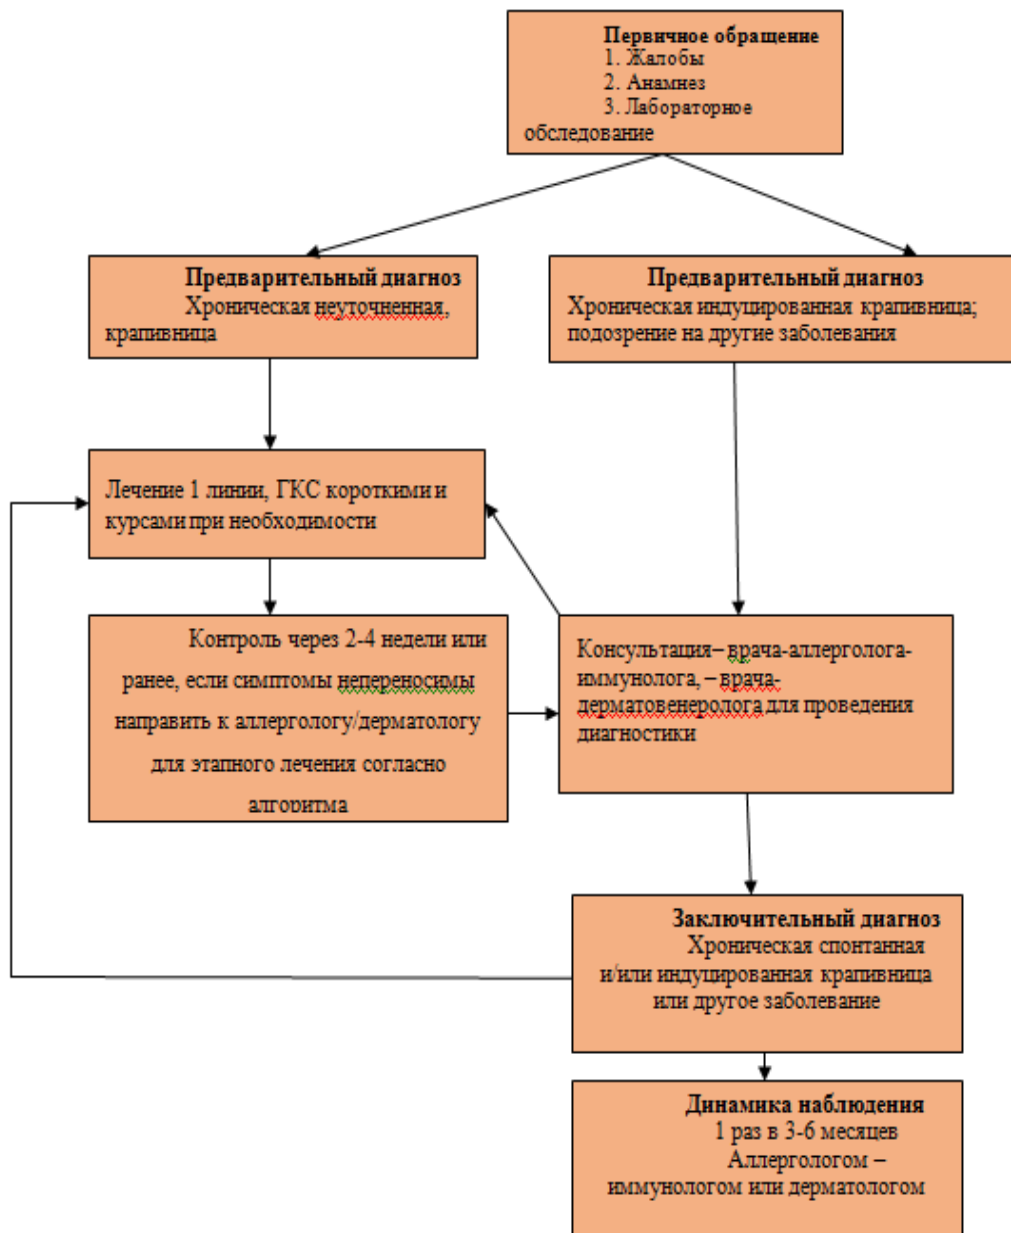 Первичное обращение
1. Жалобы
2. Анамнез
3. Лабораторное
обследование
Предварительный диагноз
Хроническая неуточненная,
крапивница
Предварительный диагноз
Хроническая индуцированная крапивница;
подозрение на другие заболевания
Лечение 1 линии, ГКС короткими и
курсами при необходимости
Контроль через 2-4 недели или
ранее, если симптомы непереносимы
направить к аллергологу/дерматологу
для этапного лечения согласно
алгоритма
Консультация– врача-аллерголога-
иммунолога, – врача-
дерматовенеролога для проведения
диагностики
Заключительный диагноз
Хроническая спонтанная
и/или индуцированная крапивница
или другое заболевание
Динамика наблюдения
1 раз в 3-6 месяцев
Аллергологом –
иммунологом или дерматологом